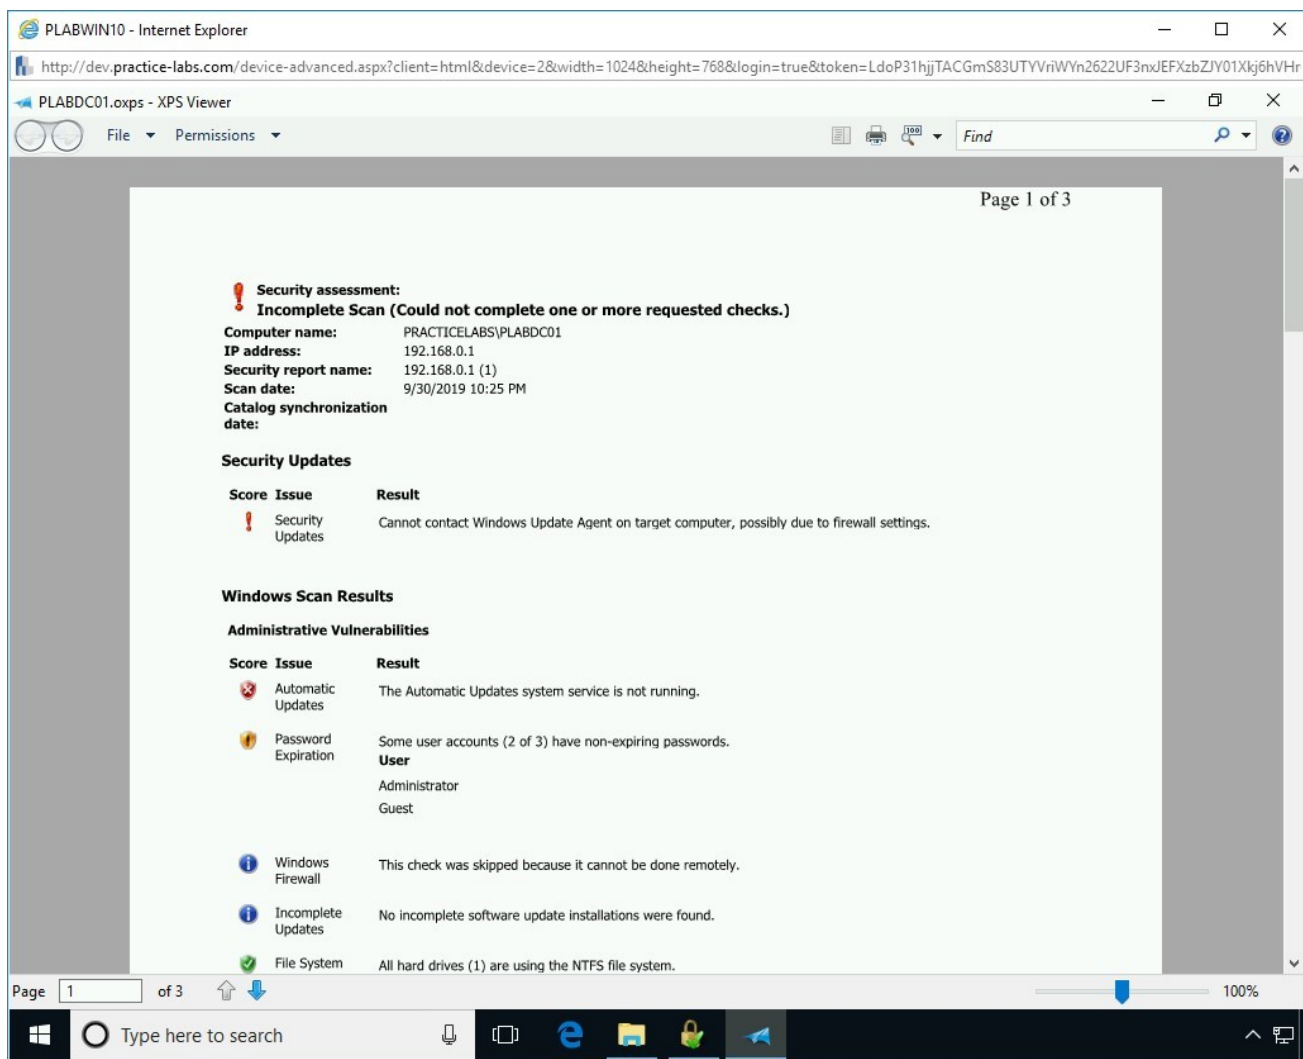 PLABWIN10 - Internet Explorer
http://dev.practice-labs.com/device-advanced.aspx?client=html&device=2&width=1024&height=768&login=true&token=LdoP31hjjTACGmS83UTYVriWYn2622UF3nxJEFXzbZJY01Xkj6hVHr
PLABDC01.oxps - XPS Viewer
File Permissions Find
Page 1 of 3
Security assessment:
Incomplete Scan (Could not complete one or more requested checks.)
Computer name: PRACTICELABS\PLABDC01
IP address: 192.168.0.1
Security report name: 192.168.0.1 (1)
Scan date: 9/30/2019 10:25 PM
Catalog synchronization
date:
Security Updates
Score Issue Result
Security Cannot contact Windows Update Agent on target computer, possibly due to firewall settings.
Updates
Windows Scan Results
Administrative Vulnerabilities
Score Issue Result
Automatic The Automatic Updates system service is not running.
Updates
Password Some user accounts (2 of 3) have non-expiring passwords.
Expiration User
Administrator
Guest
Windows This check was skipped because it cannot be done remotely.
Firewall
Incomplete No incomplete software update installations were found.
Updates
File System All hard drives (1) are using the NTFS file system.
Page 1 of 3 100%
Type here to search